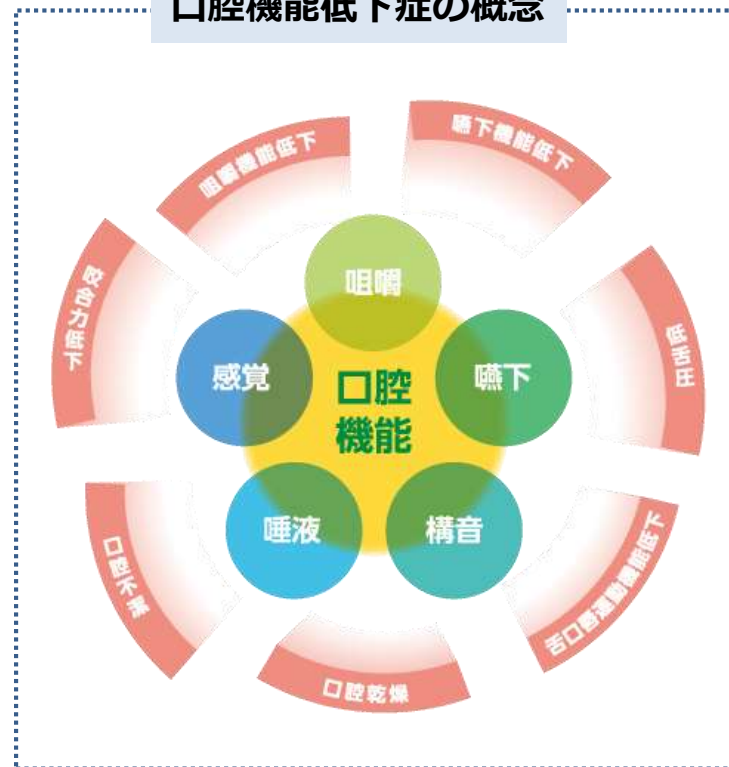 口腔機能低下症の概念
咀嚼機能低下
嚥下機能低下
咬合力低下
低舌圧
口腔不潔
舌口唇運動機能低下
口腔乾燥
咀嚼
感覚
嚥下
口腔
機能
唾液
構音